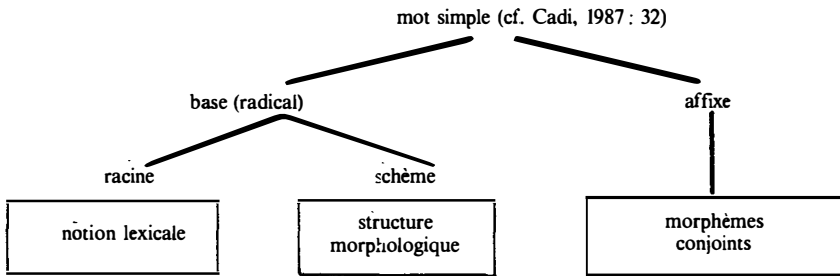 mot simple (cf. Cadi, 1987 : 32)
base (radical)
affixe
racine
schème
notion lexicale
structure
morphologique
morphèmes
conjoints